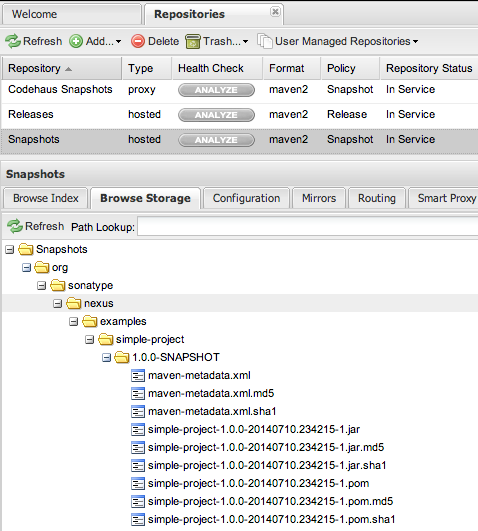 Welcome Repositories
Refresh Add... Delete Trash... User Managed Repositories
Repository Type Health Check Format Policy Repository Status
Codehaus Snapshots proxy ANALYZE maven2 Snapshot In Service
Releases hosted ANALYZE maven2 Release In Service
Snapshots hosted ANALYZE maven2 Snapshot In Service
Snapshots
Browse Index Browse Storage Configuration Mirrors Routing Smart Proxy
Refresh Path Lookup:
Snapshots
org
sonatype
nexus
examples
simple-project
1.0.0-SNAPSHOT
maven-metadata.xml
maven-metadata.xml.md5
maven-metadata.xml.sha1
simple-project-1.0.0-20140710.234215-1.jar
simple-project-1.0.0-20140710.234215-1.jar.md5
simple-project-1.0.0-20140710.234215-1.jar.sha1
simple-project-1.0.0-20140710.234215-1.pom
simple-project-1.0.0-20140710.234215-1.pom.md5
simple-project-1.0.0-20140710.234215-1.pom.sha1